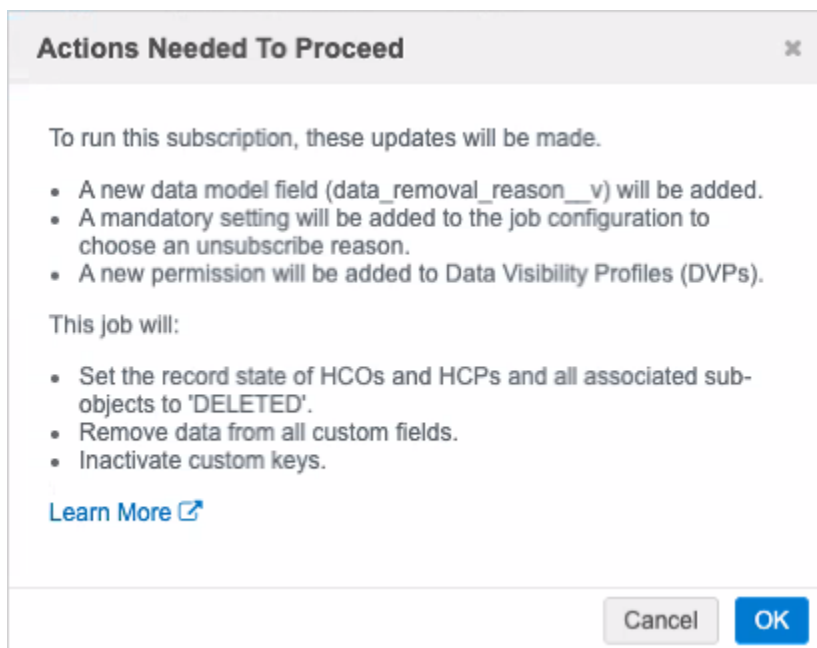 Actions Needed To Proceed
To run this subscription, these updates will be made.
• A new data model field (data_removal_reason__v) will be added.
• A mandatory setting will be added to the job configuration to
choose an unsubscribe reason.
• A new permission will be added to Data Visibility Profiles (DVPs).
This job will:
• Set the record state of HCOs and HCPs and all associated sub-
objects to 'DELETED'.
• Remove data from all custom fields.
• Inactivate custom keys.
Learn More
Cancel OK